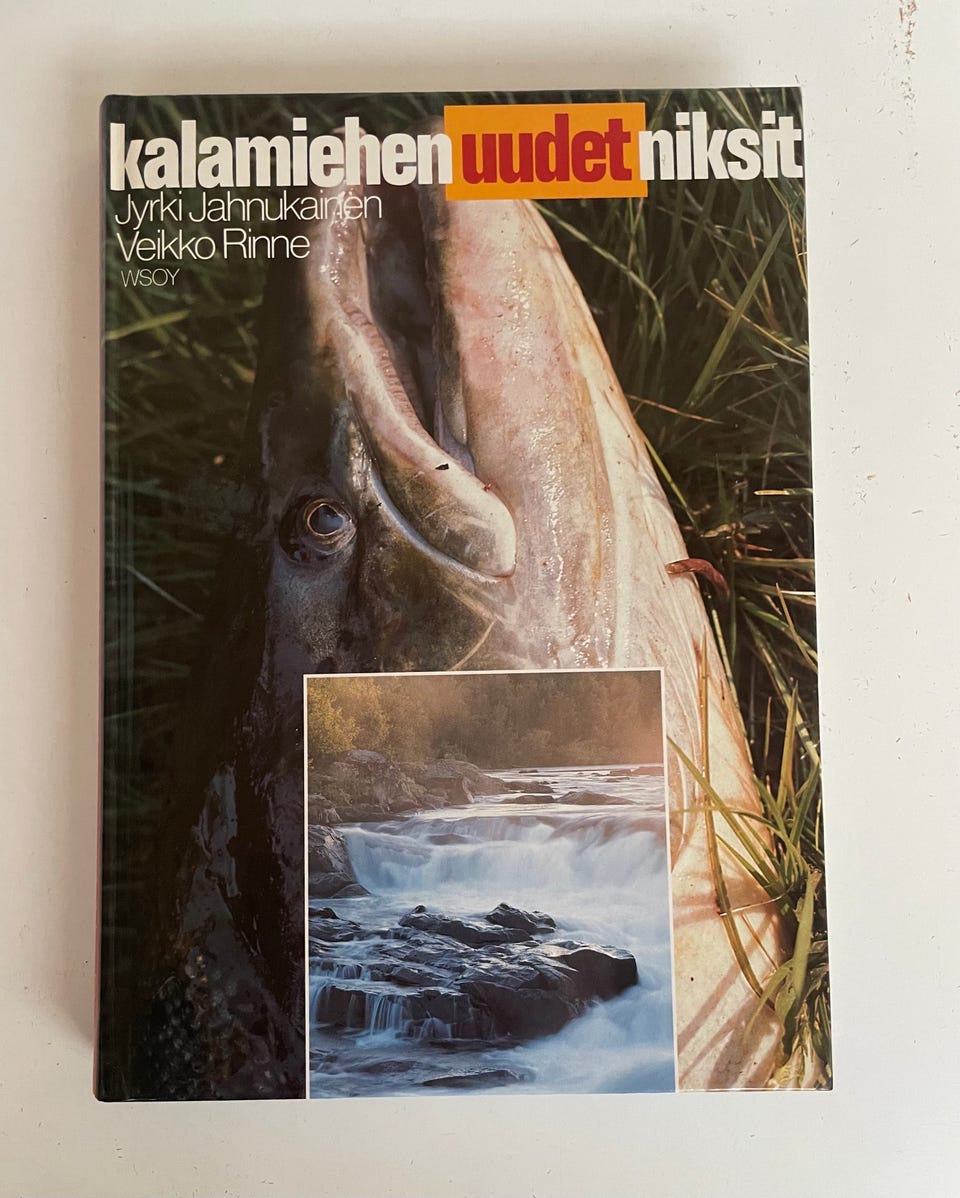 kalamiehen uudet niksit
Jyrki Jahnukainen
Veikko Rinne
WSOY